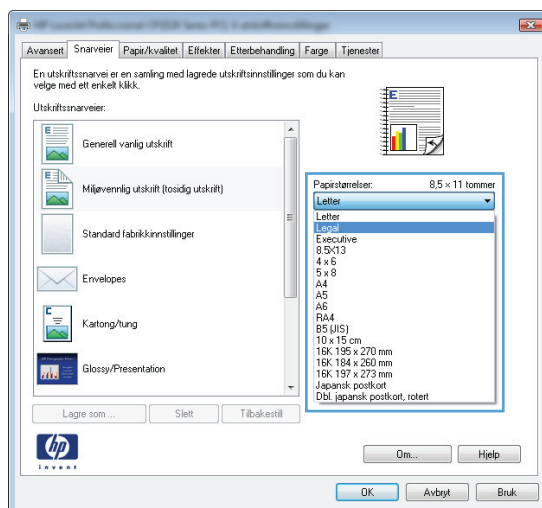 Avansert Snarveier Papir/kvalitet Effekter Etterbehandling Farge Tjenester
En utskriftssnarvei er en samling med lagrede utskriftsinnstillinger som du kan
velge med ett enkelt klikk.
Utskriftssnarveier:
Generell vanlig utskrift
Miljøvennlig utskrift (tosidig utskrift)
Standard fabrikkinnstillinger
Envelopes
Kartong/tung
Glossy/Presentation
Papirstørrelser: 8,5 × 11 tommer
Letter
Letter
Legal
Executive
8.5X13
4 x 6
5 x 8
A4
A5
A6
RA4
B5 (JIS)
10 x 15 cm
16K 195 x 270 mm
16K 184 x 260 mm
16K 197 x 273 mm
Japansk postkort
Dbl. japansk postkort, rotert
Lagre som ... Slett Tilbakestill
hp
invent
Om... Hjelp
OK Avbryt Bruk